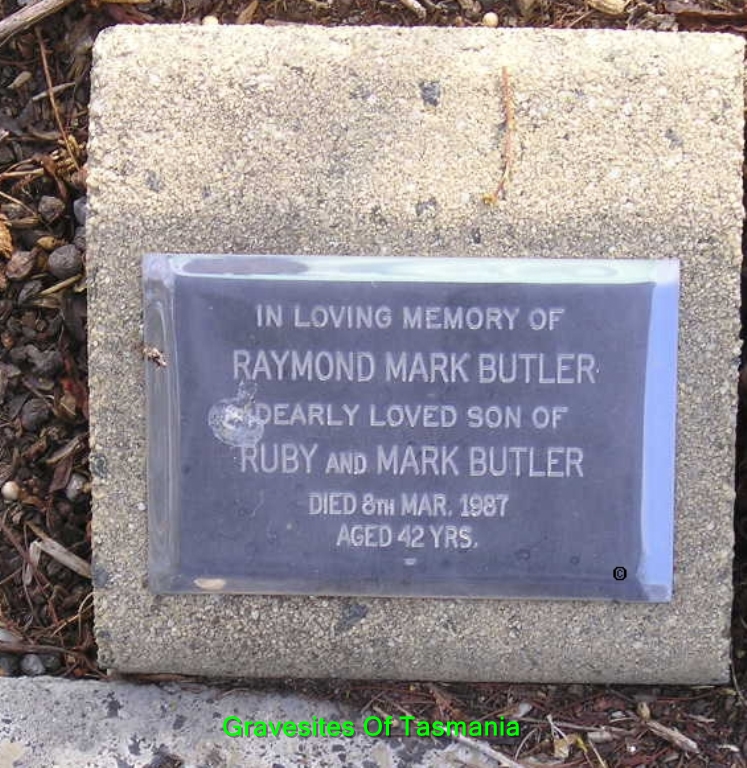 IN LOVING MEMORY OF
RAYMOND MARK BUTLER
DEARLY LOVED SON OF
RUBY AND MARK BUTLER
DIED 8TH MAR. 1987
AGED 42 YRS.
©
Gravesites Of Tasmania